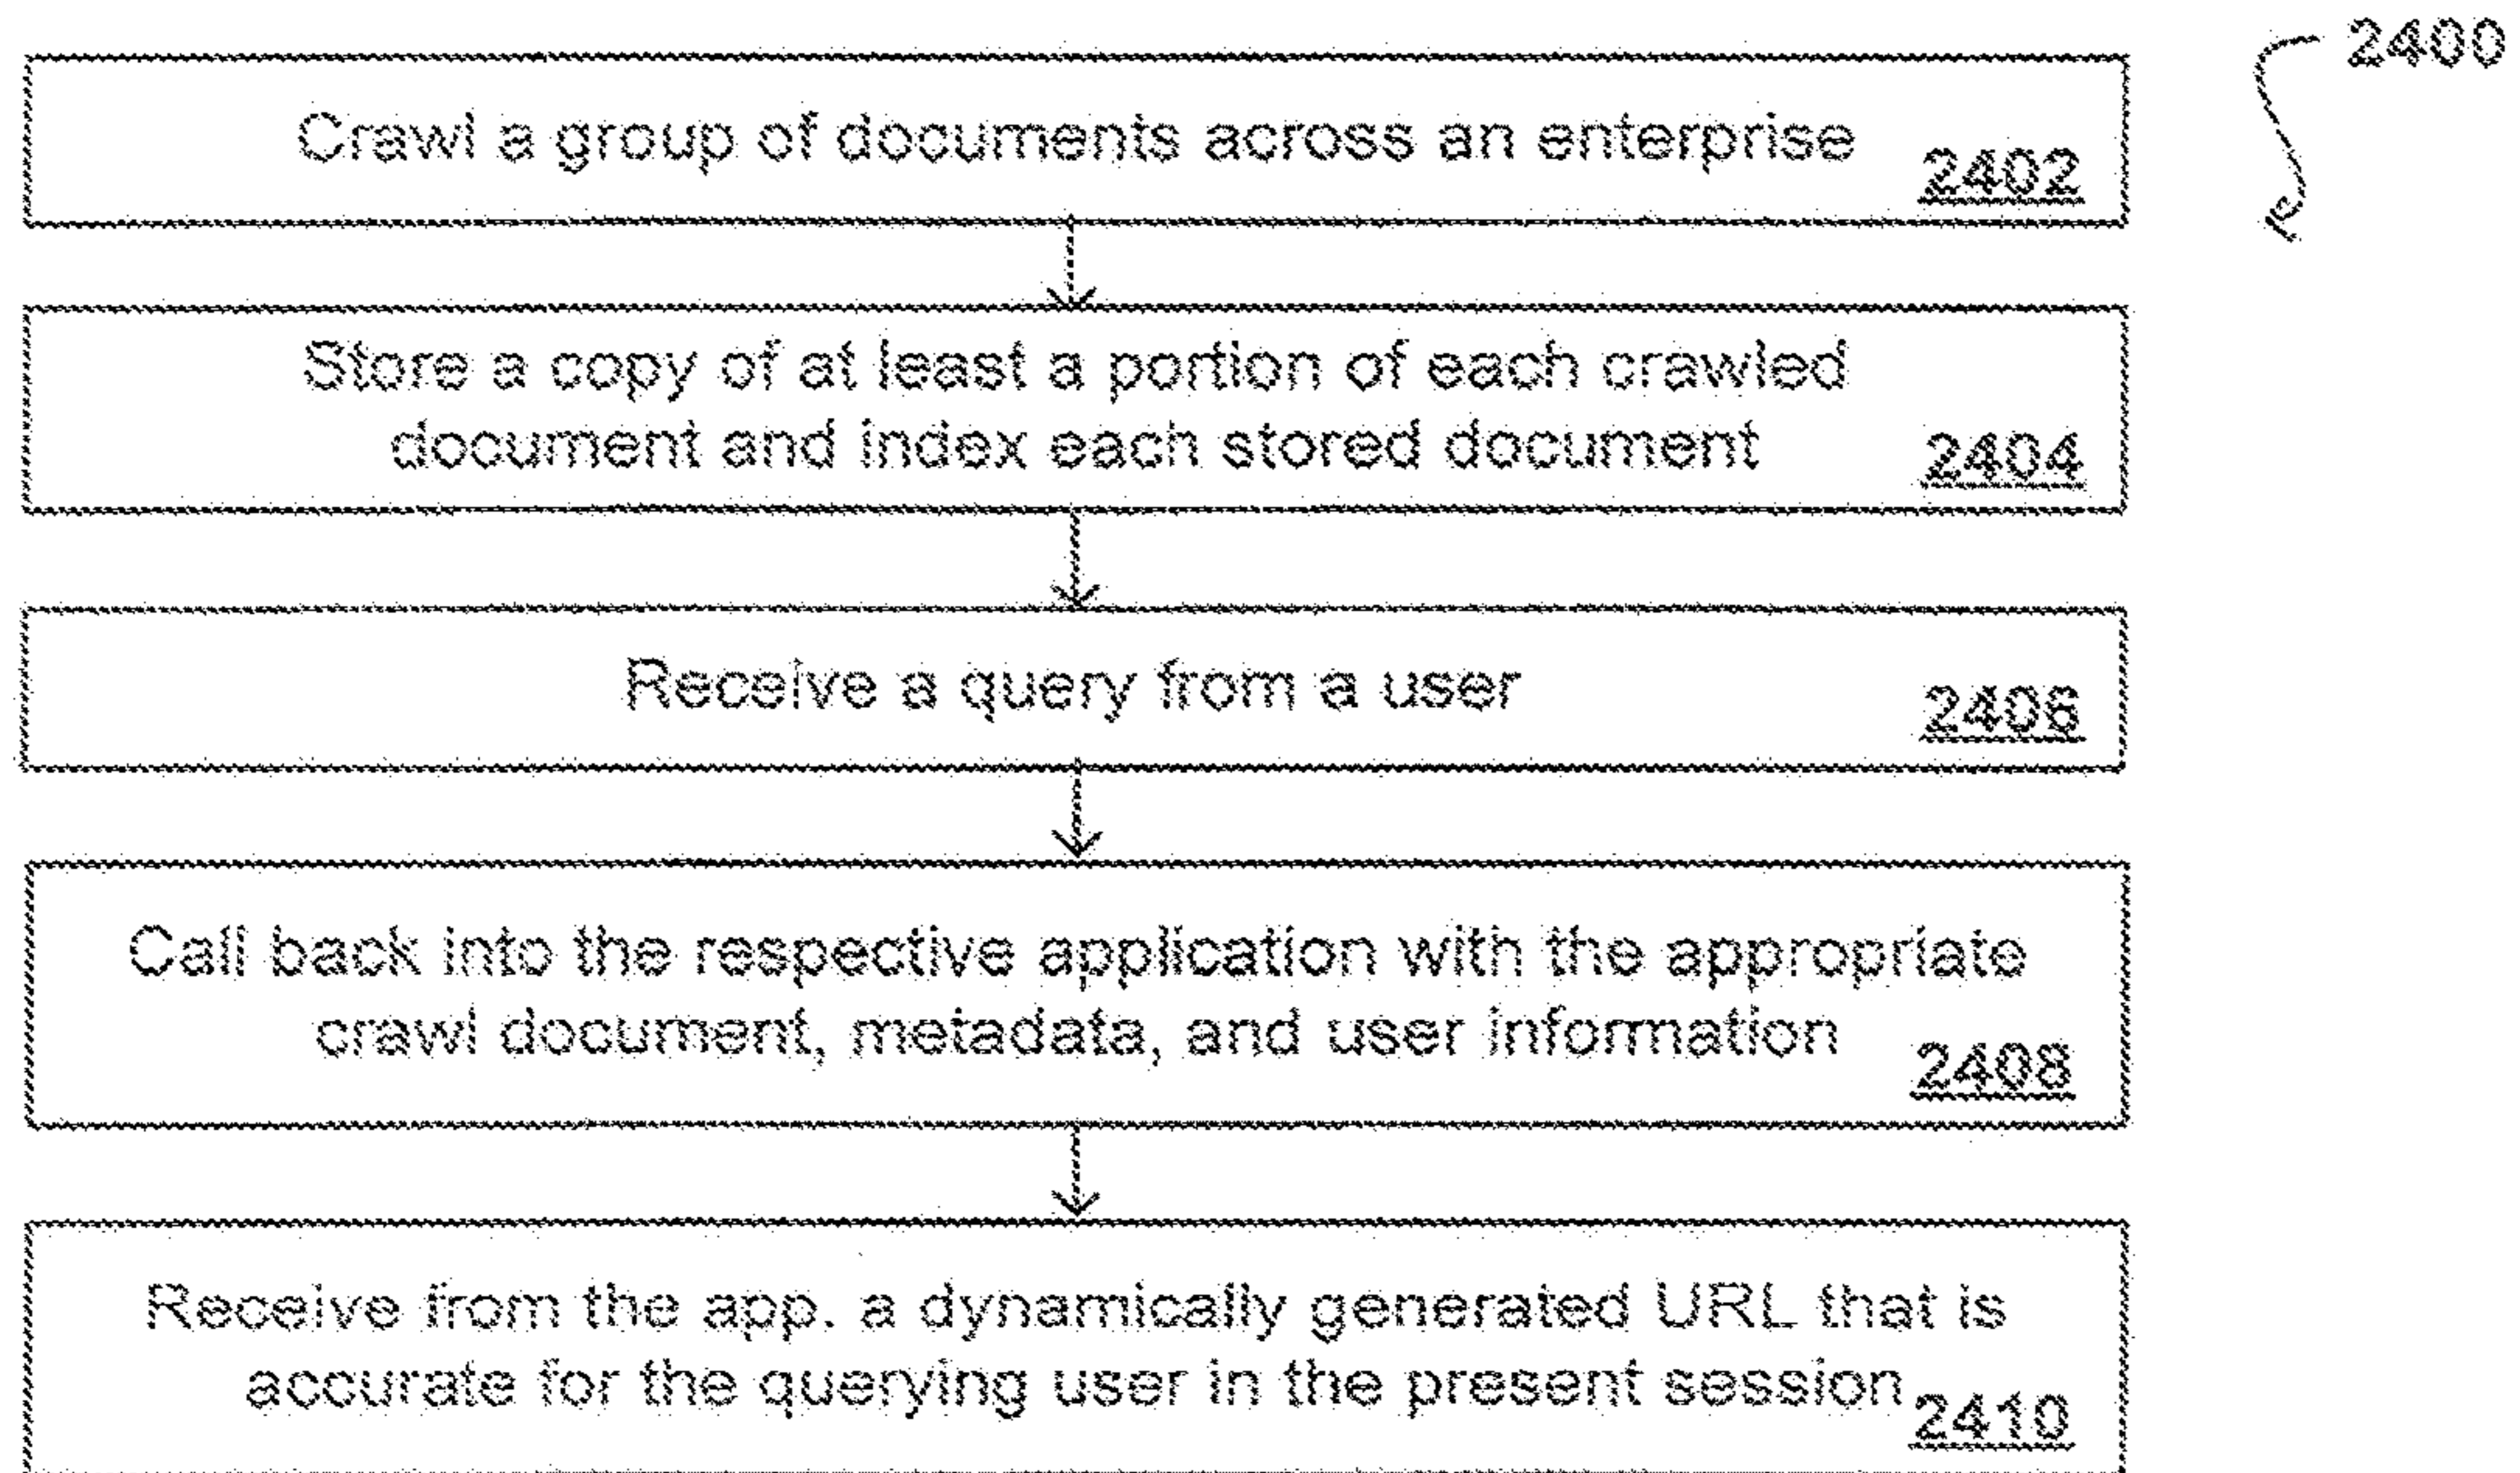 2400
Crawl a group of documents across an enterprise
2402
Store a copy of at least a portion of each crawled
document and index each stored document
2404
Receive a query from a user
2406
Call back into the respective application with the appropriate
crawl document, metadata, and user information
2408
Receive from the app. a dynamically generated URL that is
accurate for the querying user in the present session
2410